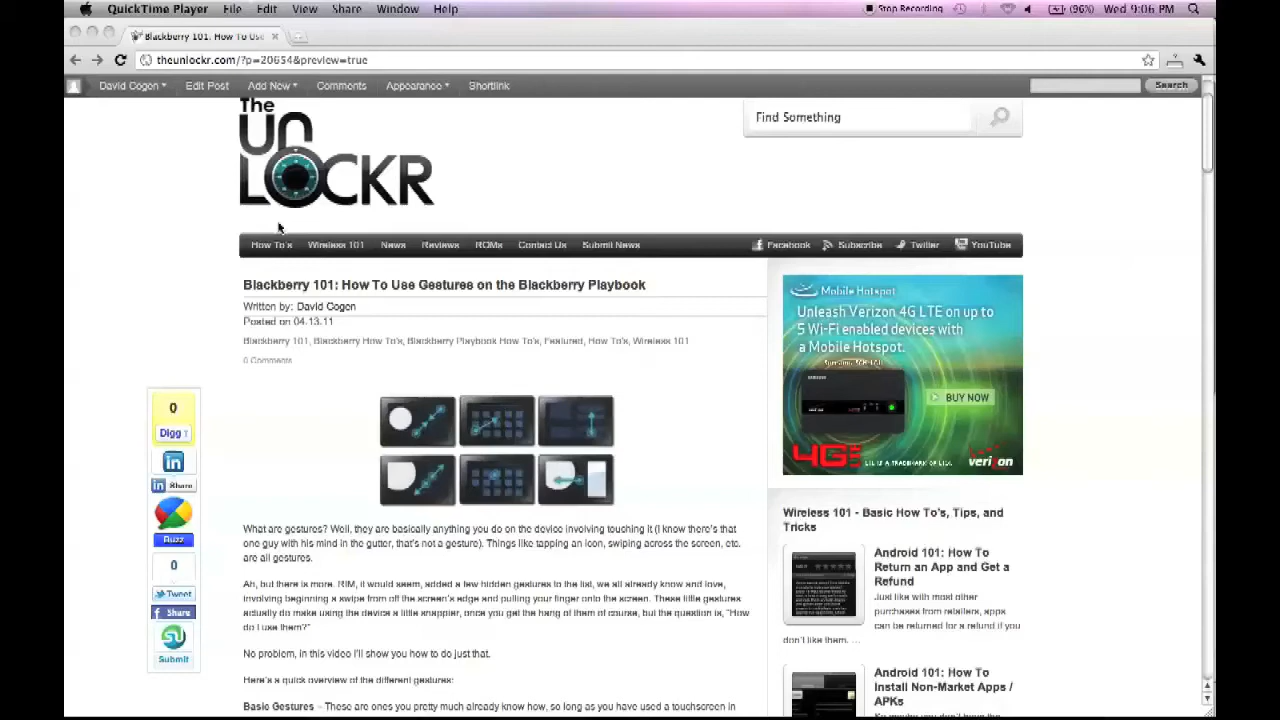 QuickTime Player File Edit View Share Window Help Stop Recording (96%) Wed 9:06 PM
Blackberry 101: How To Use
theunlockr.com/?p=20654&preview=true
David Cogen Edit Post Add New Comments Appearance Shortlink Search
The
UN
LOCKR
Find Something
How To's Wireless 101 News Reviews ROMs Contact Us Submit News Facebook Subscribe Twitter YouTube
Blackberry 101: How To Use Gestures on the Blackberry Playbook
Written by: David Cogen
Posted on 04.13.11
Blackberry 101, Blackberry How To's, Blackberry Playbook How To's, Featured, How To's, Wireless 101
0 Comments
Mobile Hotspot
Unleash Verizon 4G LTE on up to
5 Wi-Fi enabled devices with
a Mobile Hotspot.
SAMSUNG
BUY NOW
4G LTE IS A TRADEMARK OF ETSI. verizon
0
Digg
in
in Share
Buzz
0
Tweet
Share
Submit
What are gestures? Well, they are basically anything you do on the device involving touching it (I know there's that
one guy with his mind in the gutter, that's not a gesture). Things like tapping an icon, swiping across the screen, etc.
are all gestures.
Ah, but there is more. RIM, it would seem, added a few hidden gestures to the list, we all already know and love,
involving beginning a swipe from off the screen's edge and pulling your finger onto the screen. These little gestures
actually do make using the device a little snappier, once you get the hang of them of course, but the question is, "How
do I use them?"
No problem, in this video I'll show you how to do just that.
Here's a quick overview of the different gestures:
Basic Gestures – These are ones you pretty much already know how, so long as you have used a touchscreen in
Wireless 101 - Basic How To's, Tips, and
Tricks
Android 101: How To
Return an App and Get a
Refund
Just like with most other
purchases from retailers, apps
can be returned for a refund if you
don't like them. ...
Android 101: How To
Install Non-Market Apps /
APKs